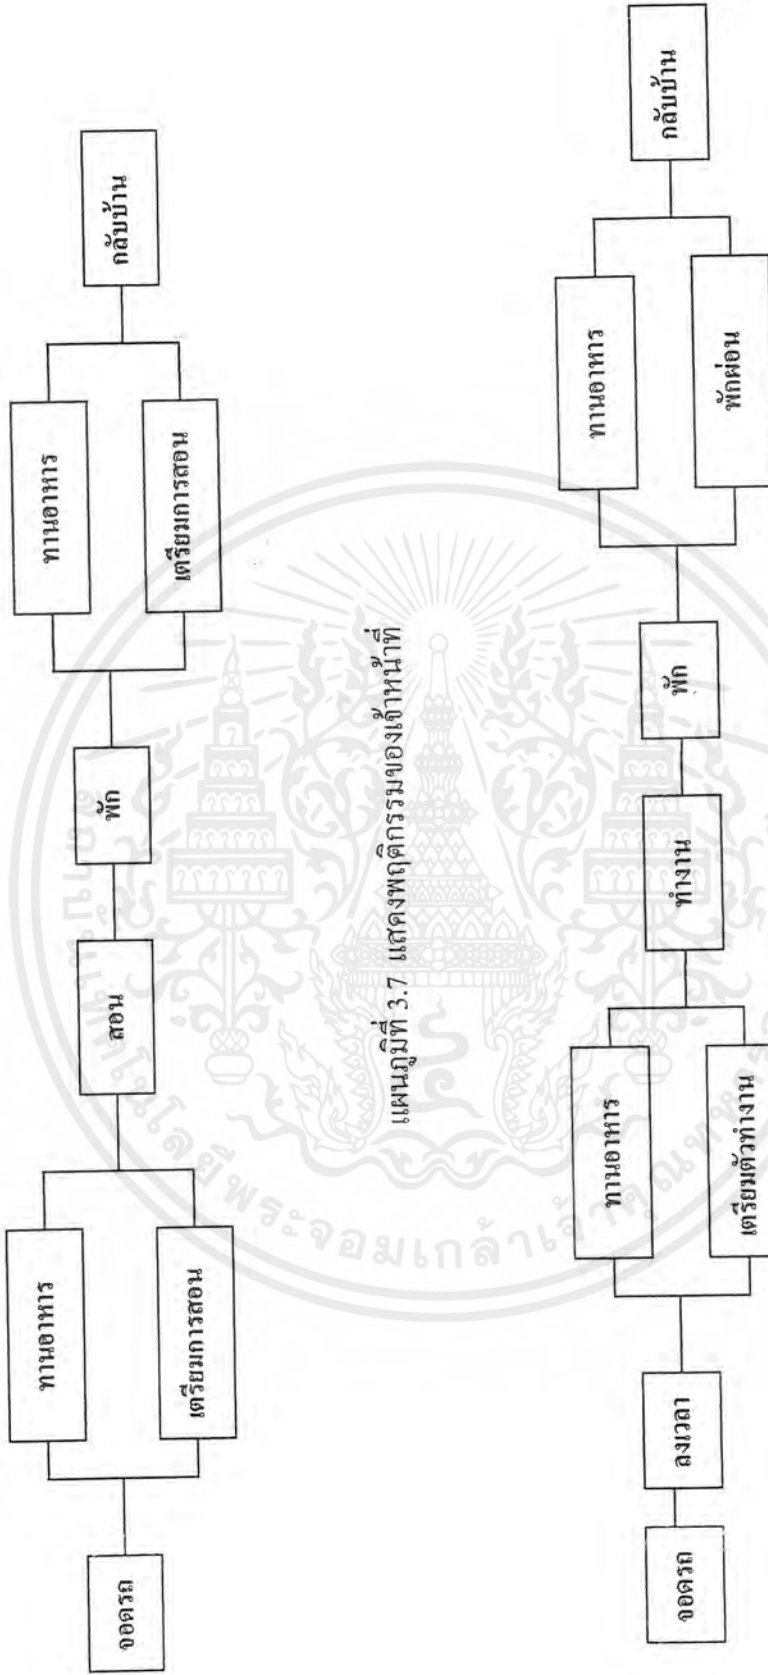 จอดรถ
ทานอาหาร
เตรียมการสอน
สอน
พัก
ทานอาหาร
เตรียมการสอน
กลับบ้าน
แผนภูมิที่ 3.7 แสดงพฤติกรรมของเจ้าหน้าที่
จอดรถ
ลงเวลา
ทานอาหาร
เตรียมตัวทำงาน
ทำงาน
พัก
ทานอาหาร
พักผ่อน
กลับบ้าน